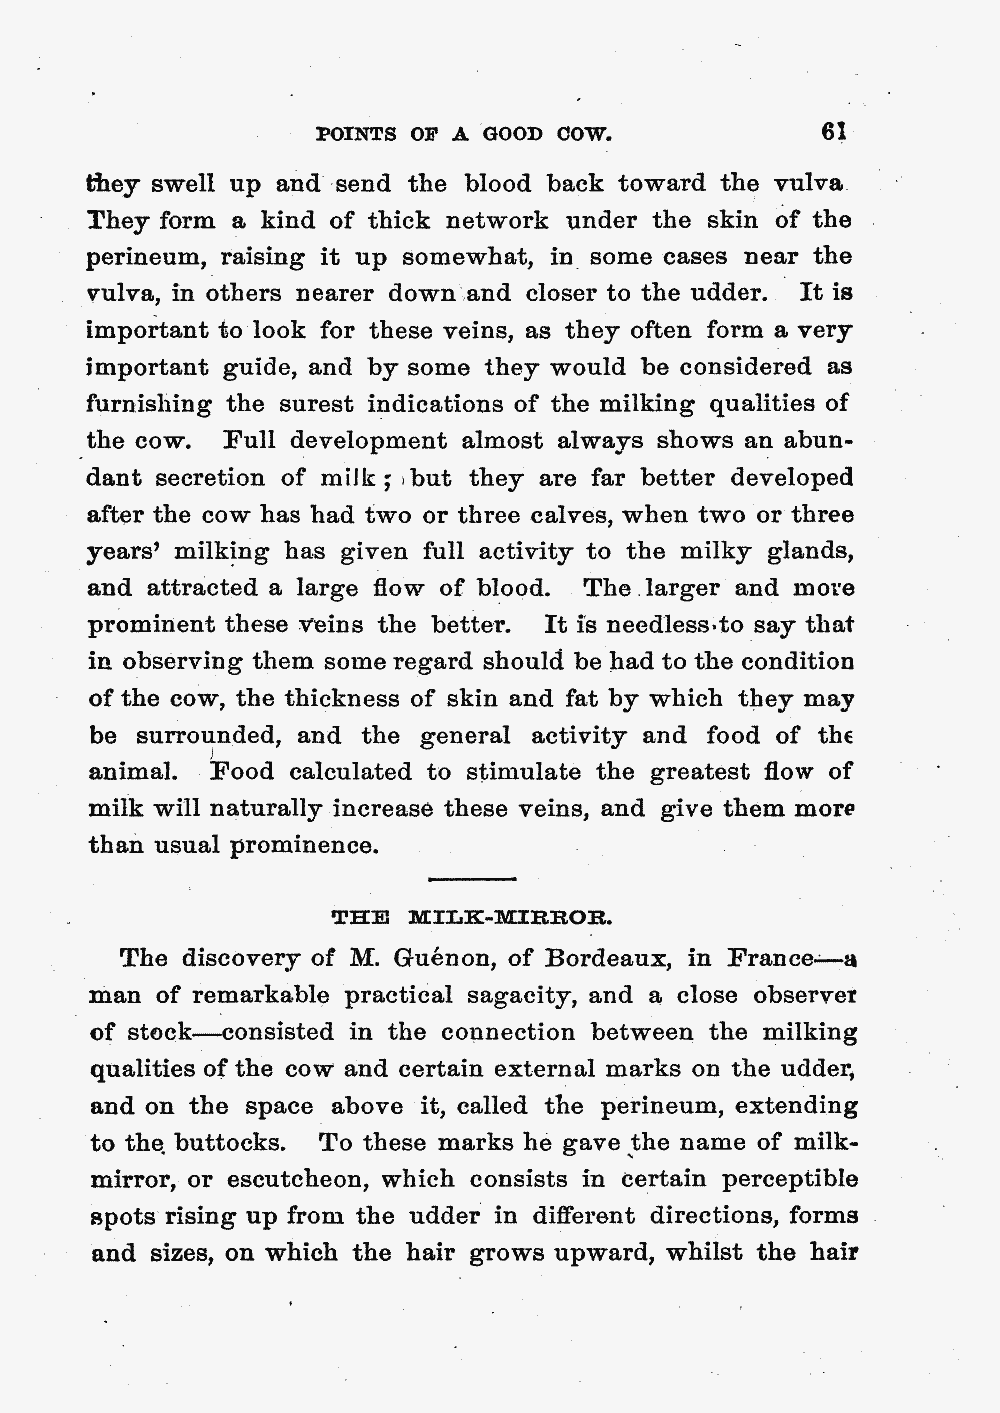 POINTS OF A GOOD COW. 61
they swell up and send the blood back toward the vulva
They form a kind of thick network under the skin of the
perineum, raising it up somewhat, in some cases near the
vulva, in others nearer down and closer to the udder. It is
important to look for these veins, as they often form a very
important guide, and by some they would be considered as
furnishing the surest indications of the milking qualities of
the cow. Full development almost always shows an abun-
dant secretion of milk; but they are far better developed
after the cow has had two or three calves, when two or three
years' milking has given full activity to the milky glands,
and attracted a large flow of blood. The larger and more
prominent these veins the better. It is needless to say that
in observing them some regard should be had to the condition
of the cow, the thickness of skin and fat by which they may
be surrounded, and the general activity and food of the
animal. Food calculated to stimulate the greatest flow of
milk will naturally increase these veins, and give them more
than usual prominence.
THE MILK-MIRROR.
The discovery of M. Guénon, of Bordeaux, in France—a
man of remarkable practical sagacity, and a close observer
of stock—consisted in the connection between the milking
qualities of the cow and certain external marks on the udder,
and on the space above it, called the perineum, extending
to the buttocks. To these marks he gave the name of milk-
mirror, or escutcheon, which consists in certain perceptible
spots rising up from the udder in different directions, forms
and sizes, on which the hair grows upward, whilst the hair